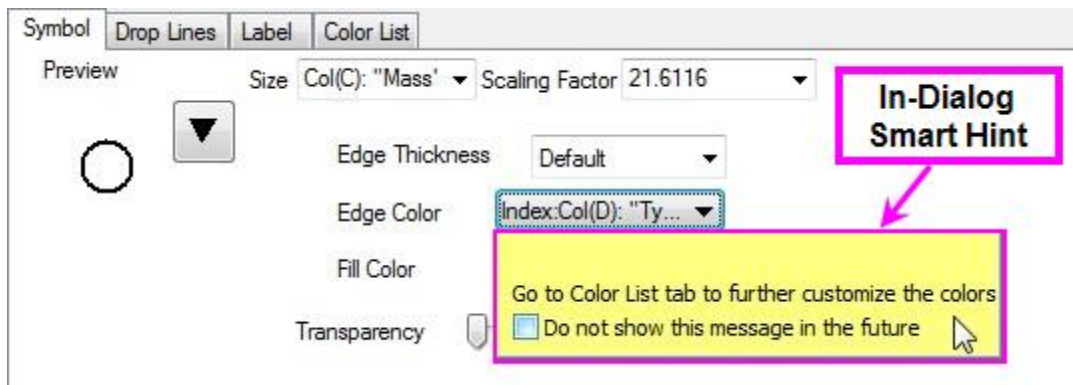 Symbol Drop Lines Label Color List
Preview
Size Col(C): "Mass' Scaling Factor 21.6116
In-Dialog
Smart Hint
Edge Thickness Default
Edge Color Index:Col(D): "Ty...
Fill Color
Go to Color List tab to further customize the colors
Transparency
Do not show this message in the future